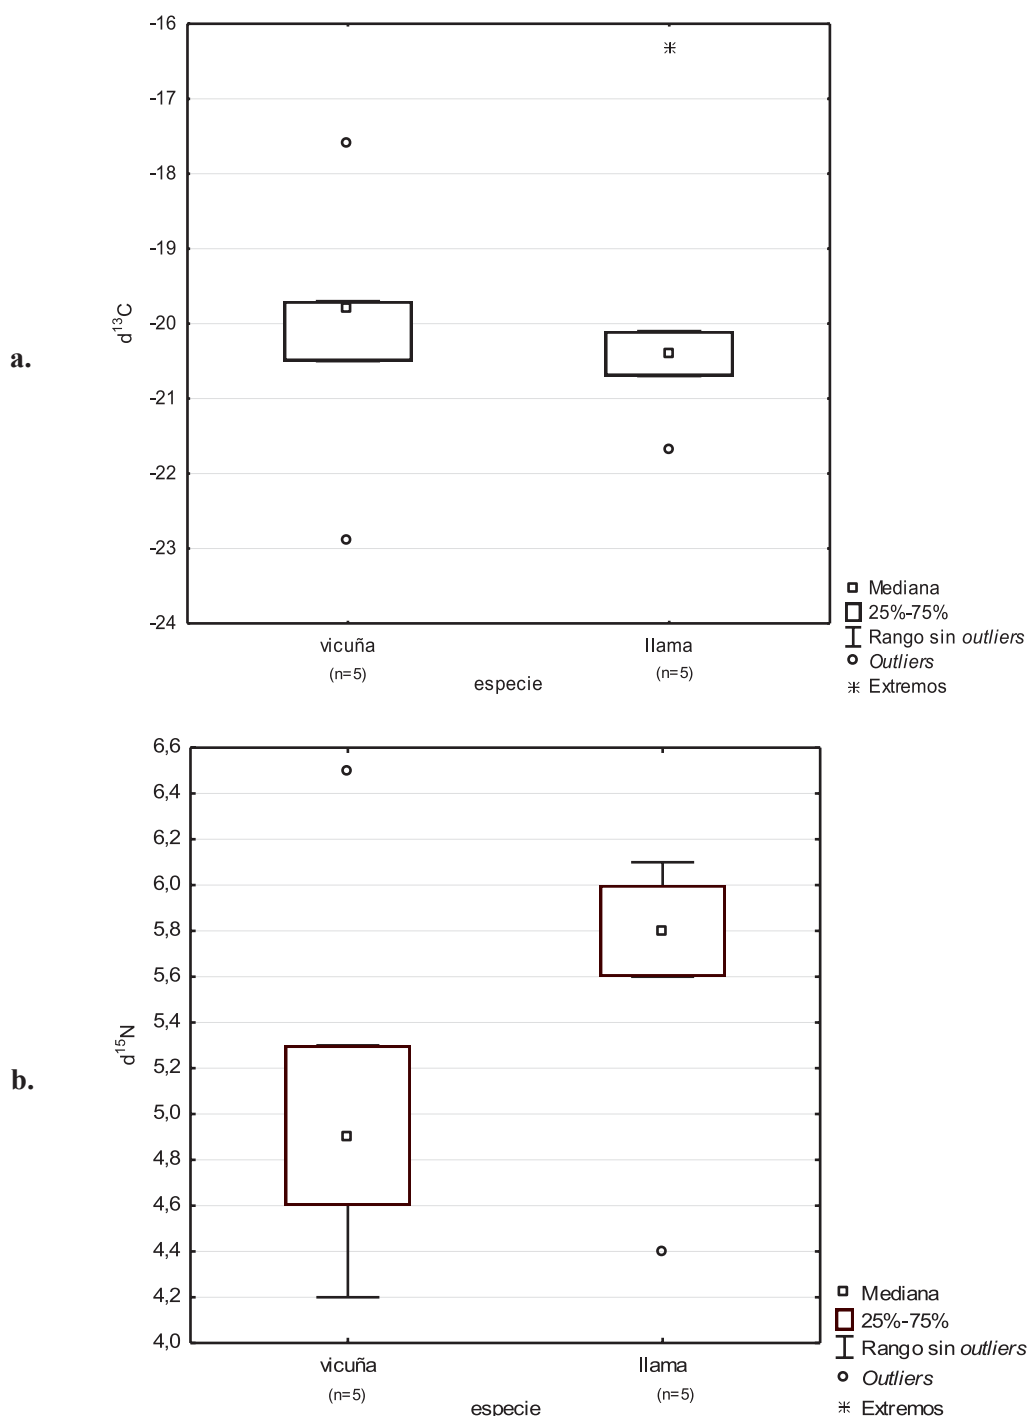 a.
d¹³C
-16
-17
-18
-19
-20
-21
-22
-23
-24
vicuña
llama
(n=5)
(n=5)
especie
Mediana
25%-75%
Rango sin outliers
Outliers
Extremos
b.
d¹⁵N
6,6
6,4
6,2
6,0
5,8
5,6
5,4
5,2
5,0
4,8
4,6
4,4
4,2
4,0
vicuña
llama
(n=5)
(n=5)
especie
Mediana
25%-75%
Rango sin outliers
Outliers
Extremos